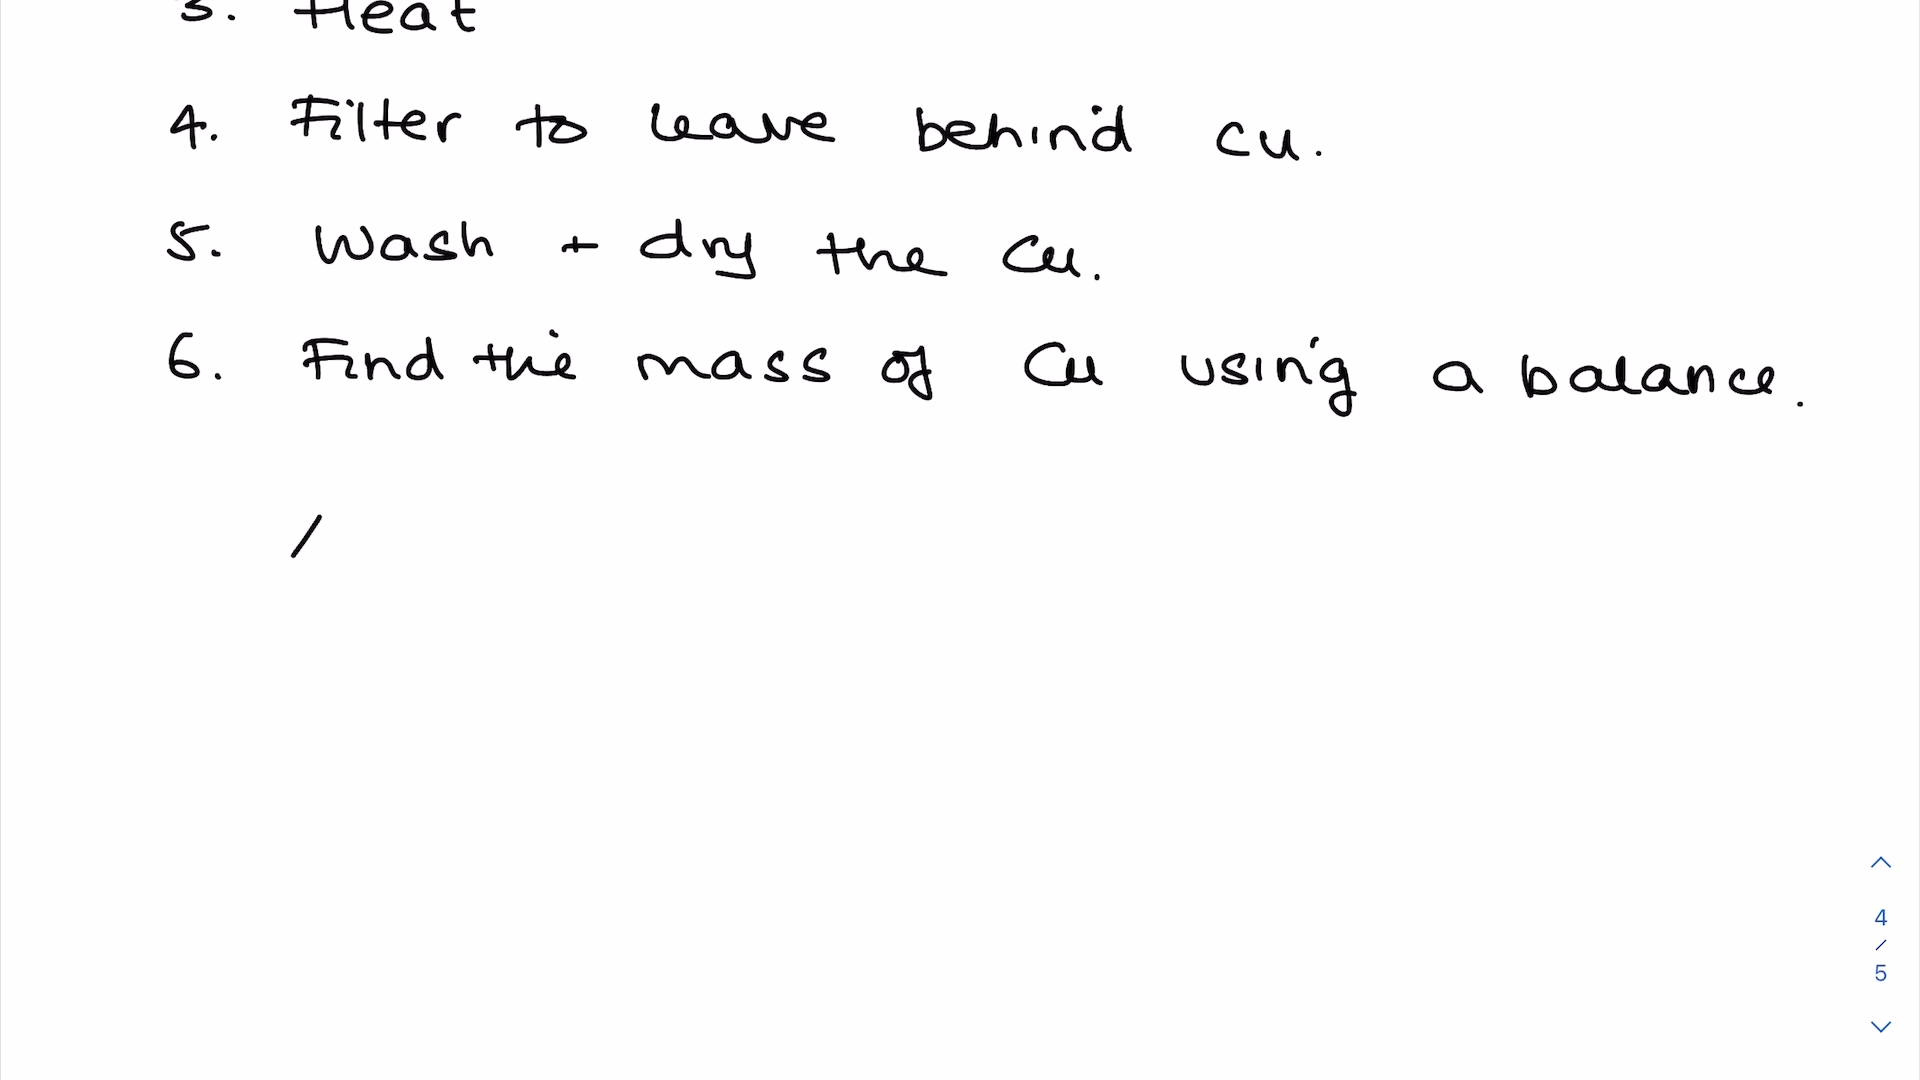 3. Heat
4. Filter to leave behind cu.
5. Wash + dry the Cu.
6. Find the mass of Cu using a balance.
/
4
/
5